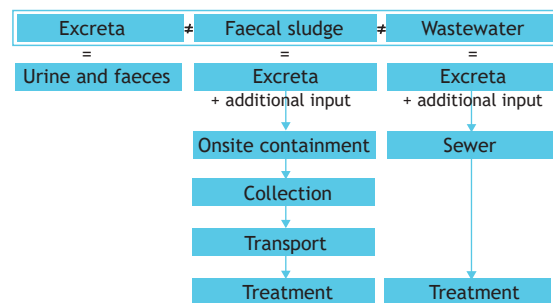 Excreta ≠ Faecal sludge ≠ Wastewater
= = =
Urine and faeces Excreta Excreta
+ additional input + additional input
Onsite containment Sewer
Collection
Transport
Treatment Treatment